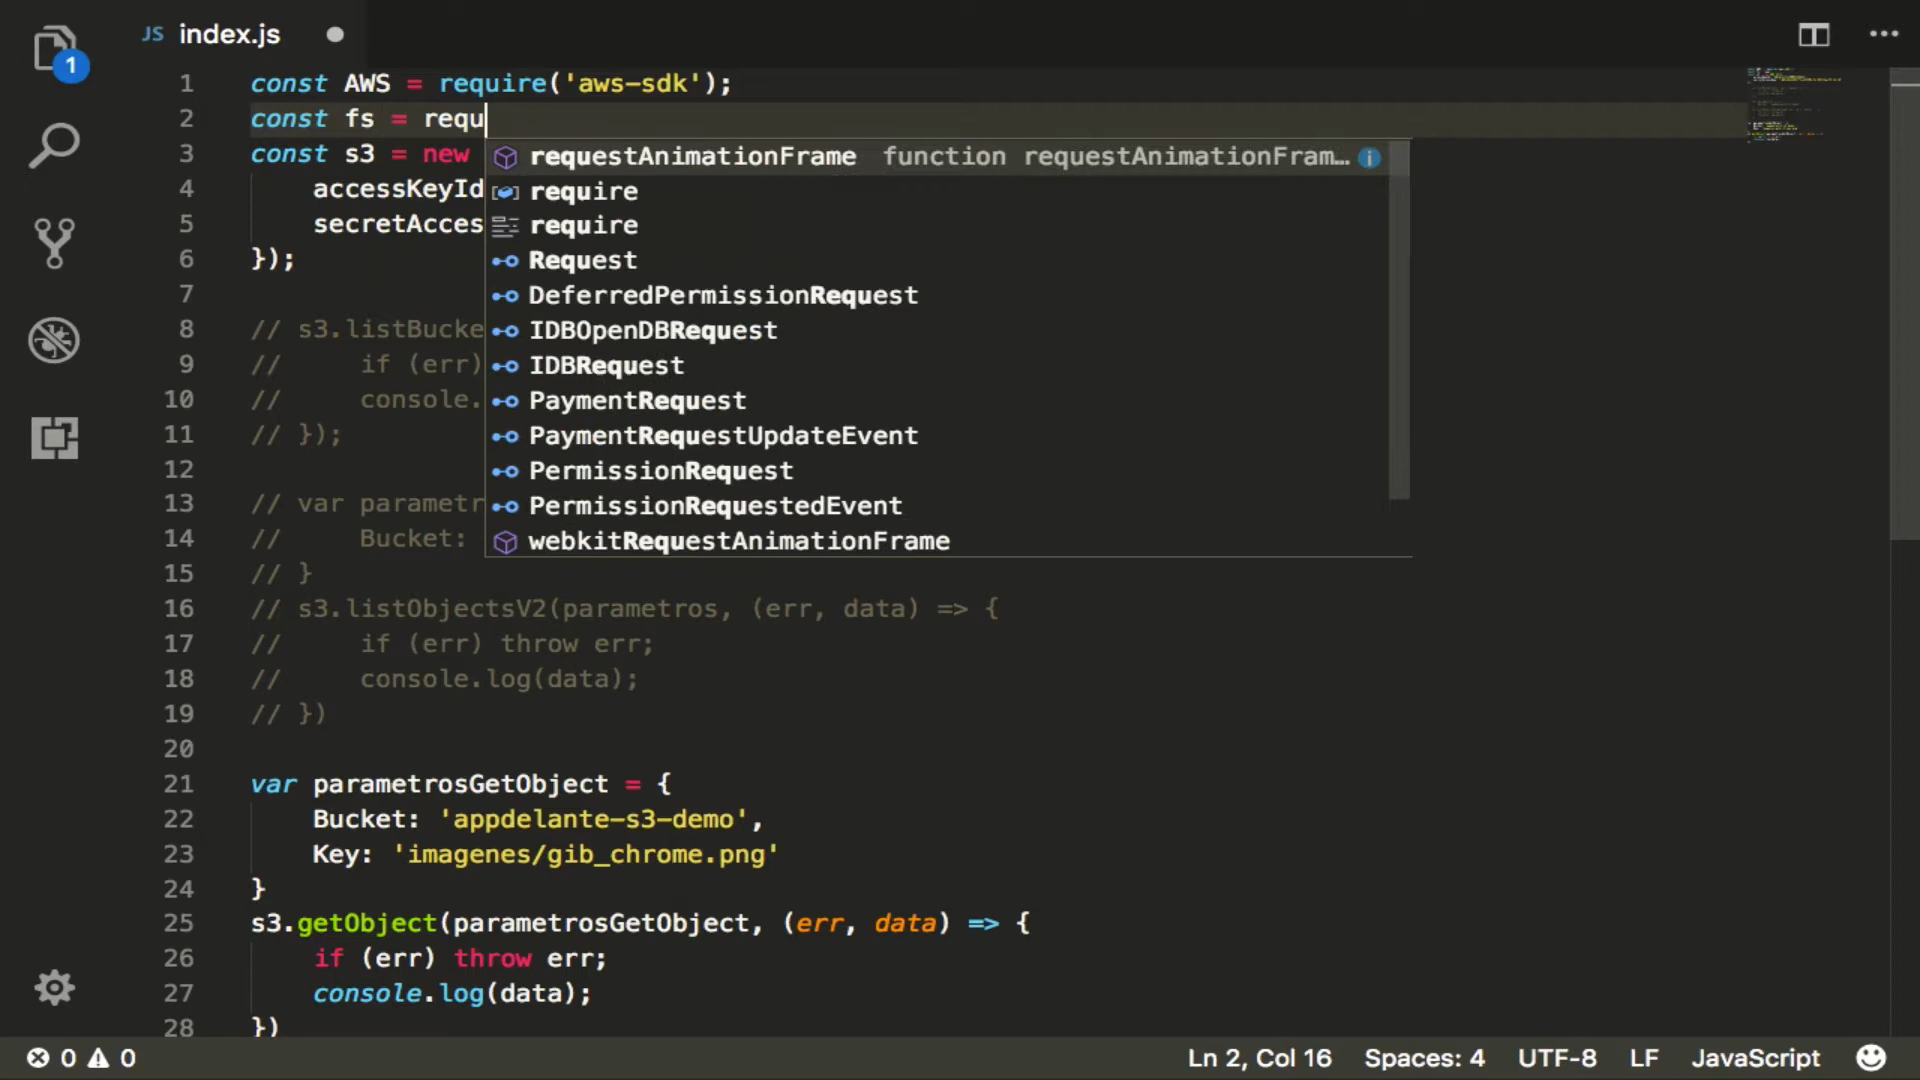 1
JS index.js
1 const AWS = require('aws-sdk');
2 const fs = requ
3 const s3 = new
4 accessKeyId
5 secretAcces
6 });
7
8 // s3.listBucke
9 // if (err)
10 // console.
11 // });
12
13 // var parametr
14 // Bucket:
15 // }
16 // s3.listObjectsV2(parametros, (err, data) => {
17 // if (err) throw err;
18 // console.log(data);
19 // })
20
21 var parametrosGetObject = {
22 Bucket: 'appdelante-s3-demo',
23 Key: 'imagenes/gib_chrome.png'
24 }
25 s3.getObject(parametrosGetObject, (err, data) => {
26 if (err) throw err;
27 console.log(data);
28 })
requestAnimationFrame function requestAnimationFram…
require
require
Request
DeferredPermissionRequest
IDBOpenDBRequest
IDBRequest
PaymentRequest
PaymentRequestUpdateEvent
PermissionRequest
PermissionRequestedEvent
webkitRequestAnimationFrame
0 0 Ln 2, Col 16 Spaces: 4 UTF-8 LF JavaScript